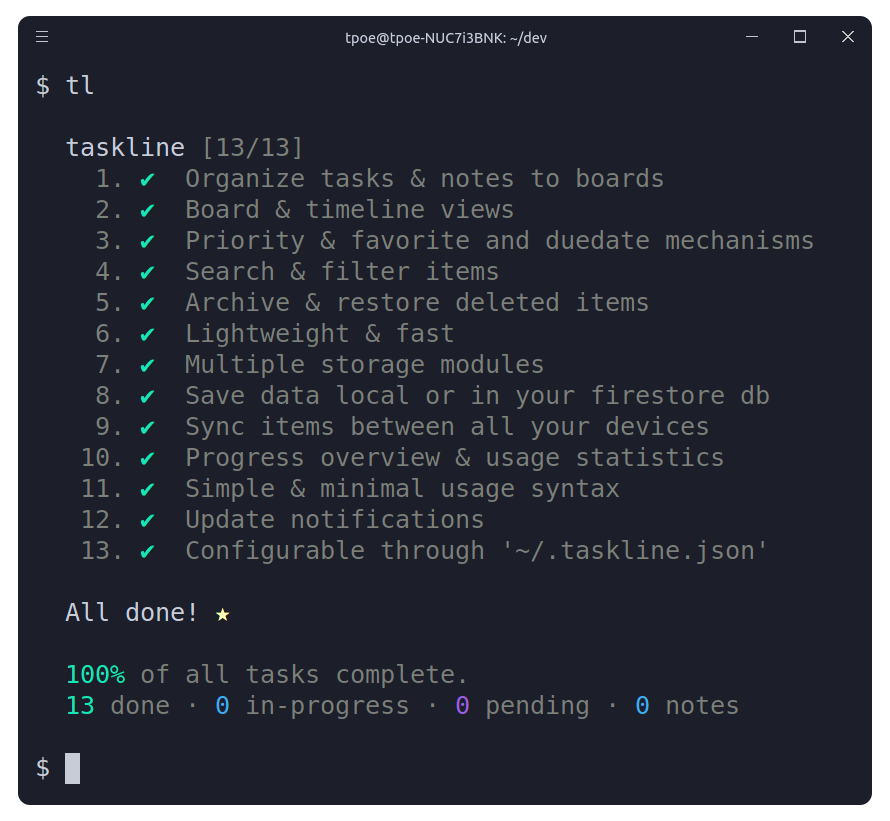 tpoe@tpoe-NUC7i3BNK: ~/dev
$ tl
taskline [13/13]
1. ✔ Organize tasks & notes to boards
2. ✔ Board & timeline views
3. ✔ Priority & favorite and duedate mechanisms
4. ✔ Search & filter items
5. ✔ Archive & restore deleted items
6. ✔ Lightweight & fast
7. ✔ Multiple storage modules
8. ✔ Save data local or in your firestore db
9. ✔ Sync items between all your devices
10. ✔ Progress overview & usage statistics
11. ✔ Simple & minimal usage syntax
12. ✔ Update notifications
13. ✔ Configurable through '~/.taskline.json'
All done! ★
100% of all tasks complete.
13 done · 0 in-progress · 0 pending · 0 notes
$